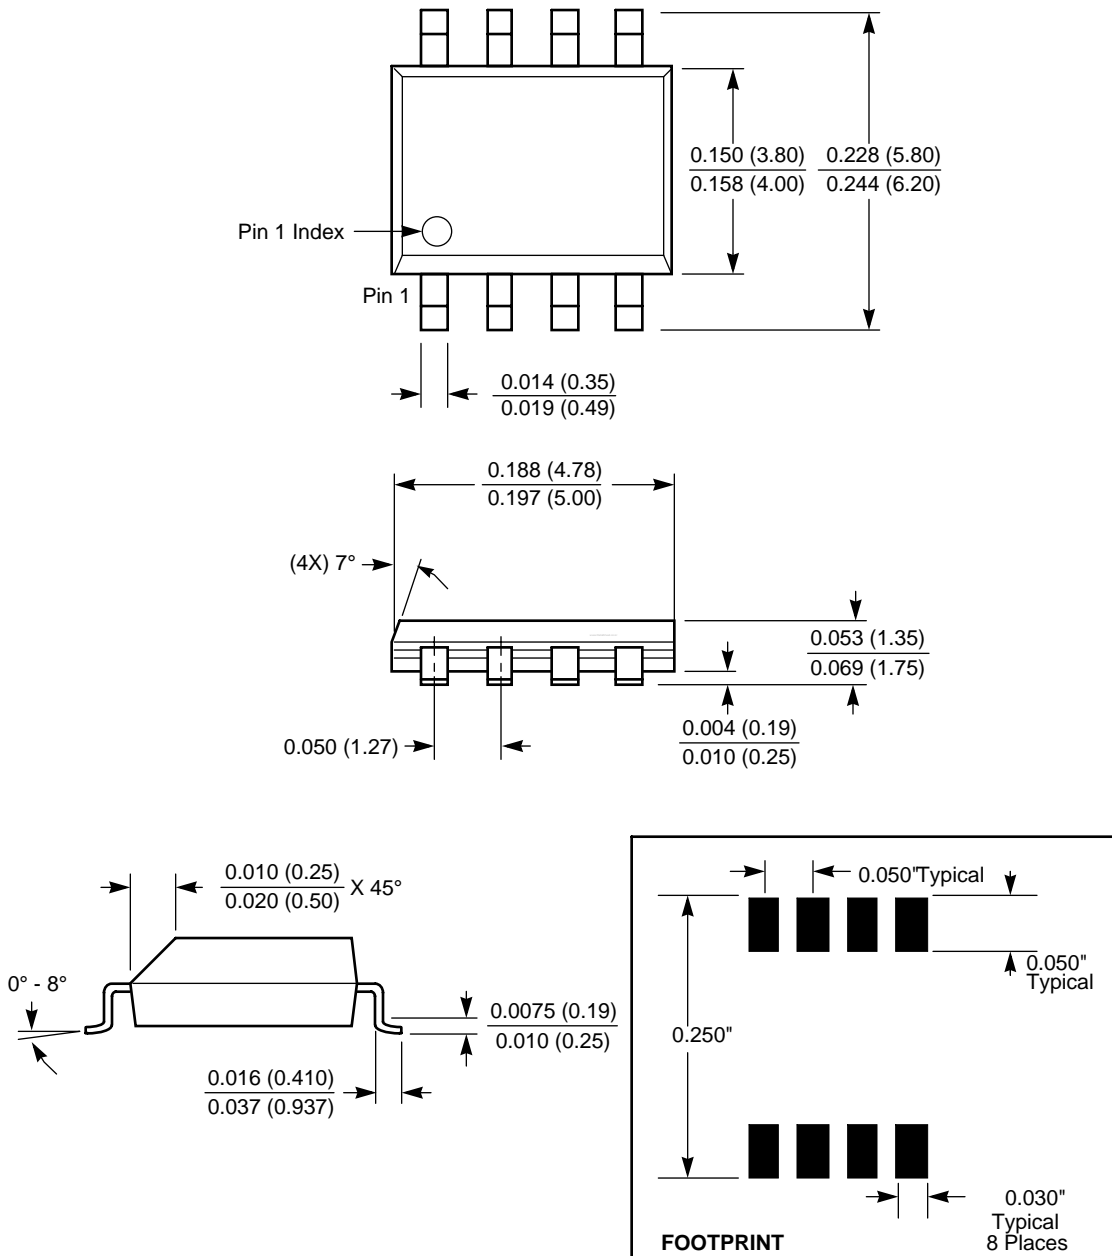 0.150 (3.80)
0.158 (4.00)
0.228 (5.80)
0.244 (6.20)
Pin 1 Index
Pin 1
0.014 (0.35)
0.019 (0.49)
0.188 (4.78)
0.197 (5.00)
(4X) 7°
0.053 (1.35)
0.069 (1.75)
0.004 (0.19)
0.010 (0.25)
0.050 (1.27)
0.010 (0.25)
0.020 (0.50)
X 45°
0° - 8°
0.0075 (0.19)
0.010 (0.25)
0.016 (0.410)
0.037 (0.937)
0.050"Typical
0.050"
Typical
0.250"
0.030"
Typical
8 Places
FOOTPRINT